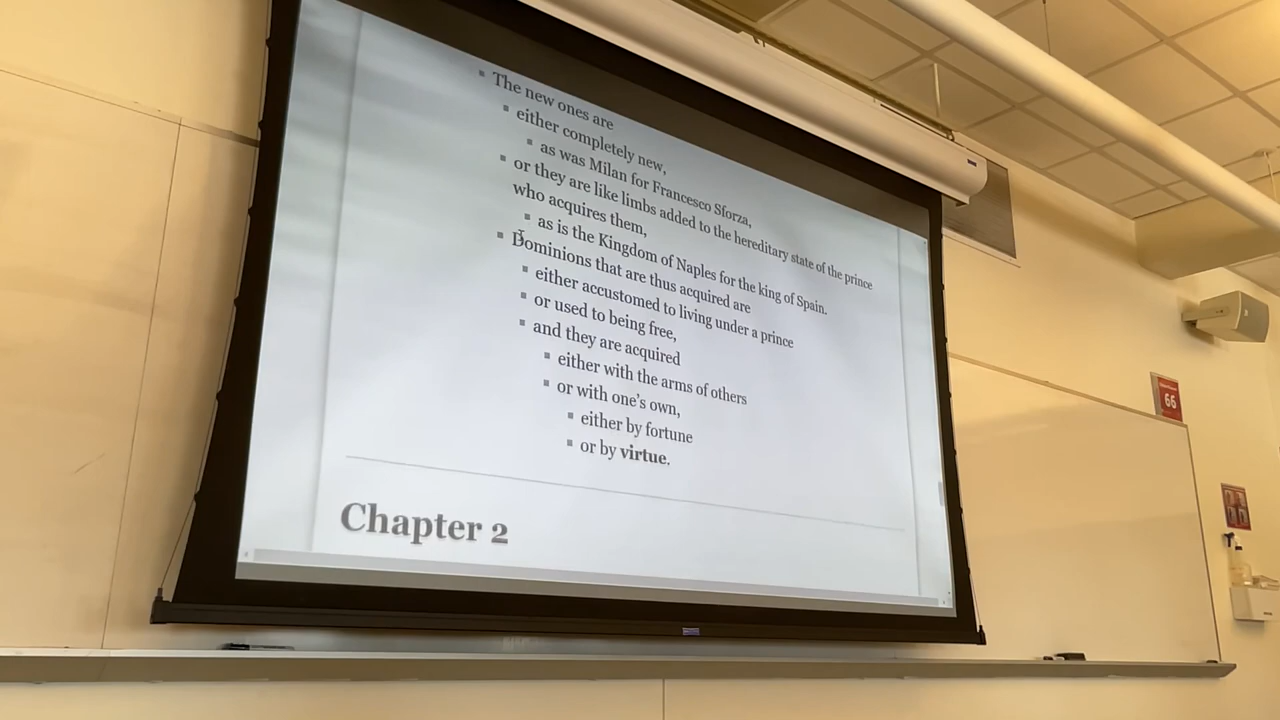 The new ones are
either completely new,
as was Milan for Francesco Sforza,
or they are like limbs added to the hereditary state of the prince
who acquires them,
as is the Kingdom of Naples for the king of Spain.
Dominions that are thus acquired are
either accustomed to living under a prince
or used to being free,
and they are acquired
either with the arms of others
or with one's own,
either by fortune
or by virtue.
Chapter 2
66